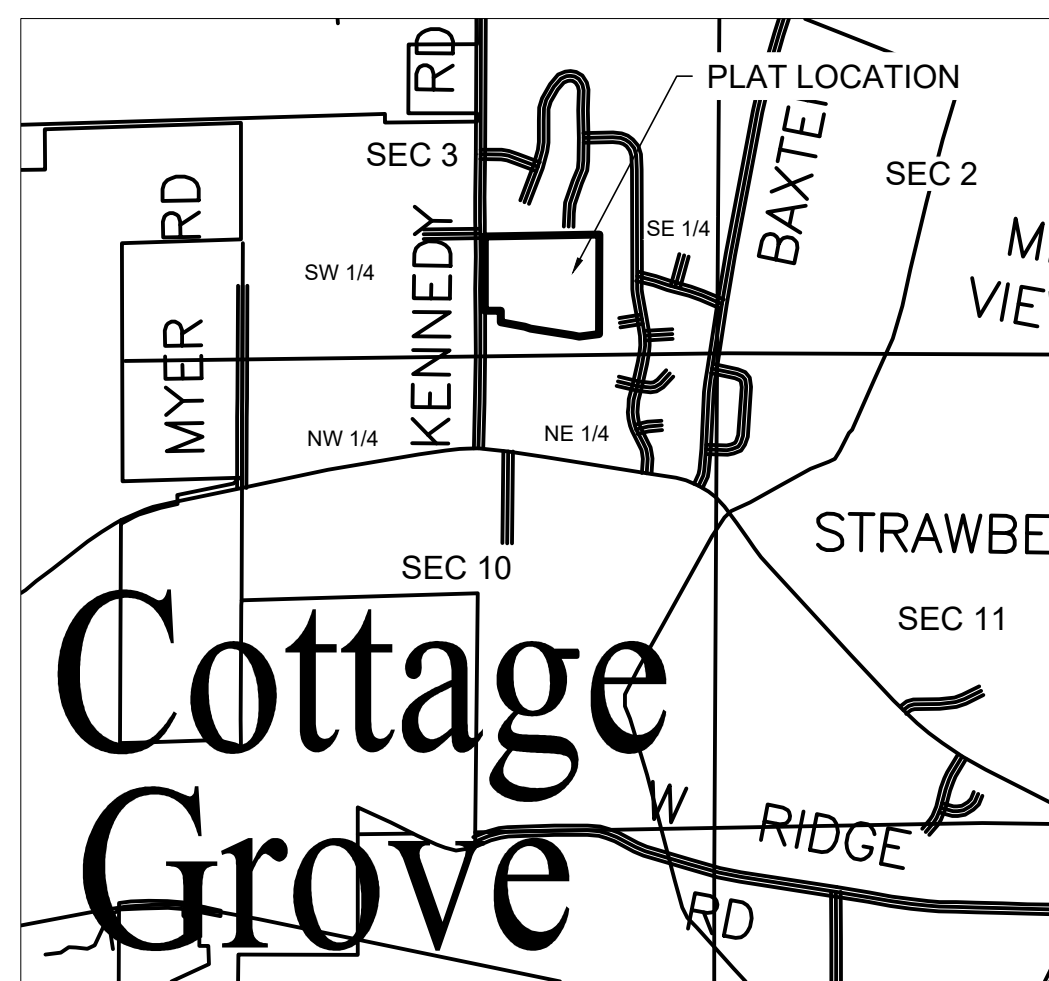 RD
PLAT LOCATION
SEC 3
SEC 2
RD
KENNEDY
SE 1/4
SW 1/4
MYER
NW 1/4
NE 1/4
SEC 10
SEC 11
Cottage
Grove
W
RIDGE
RD